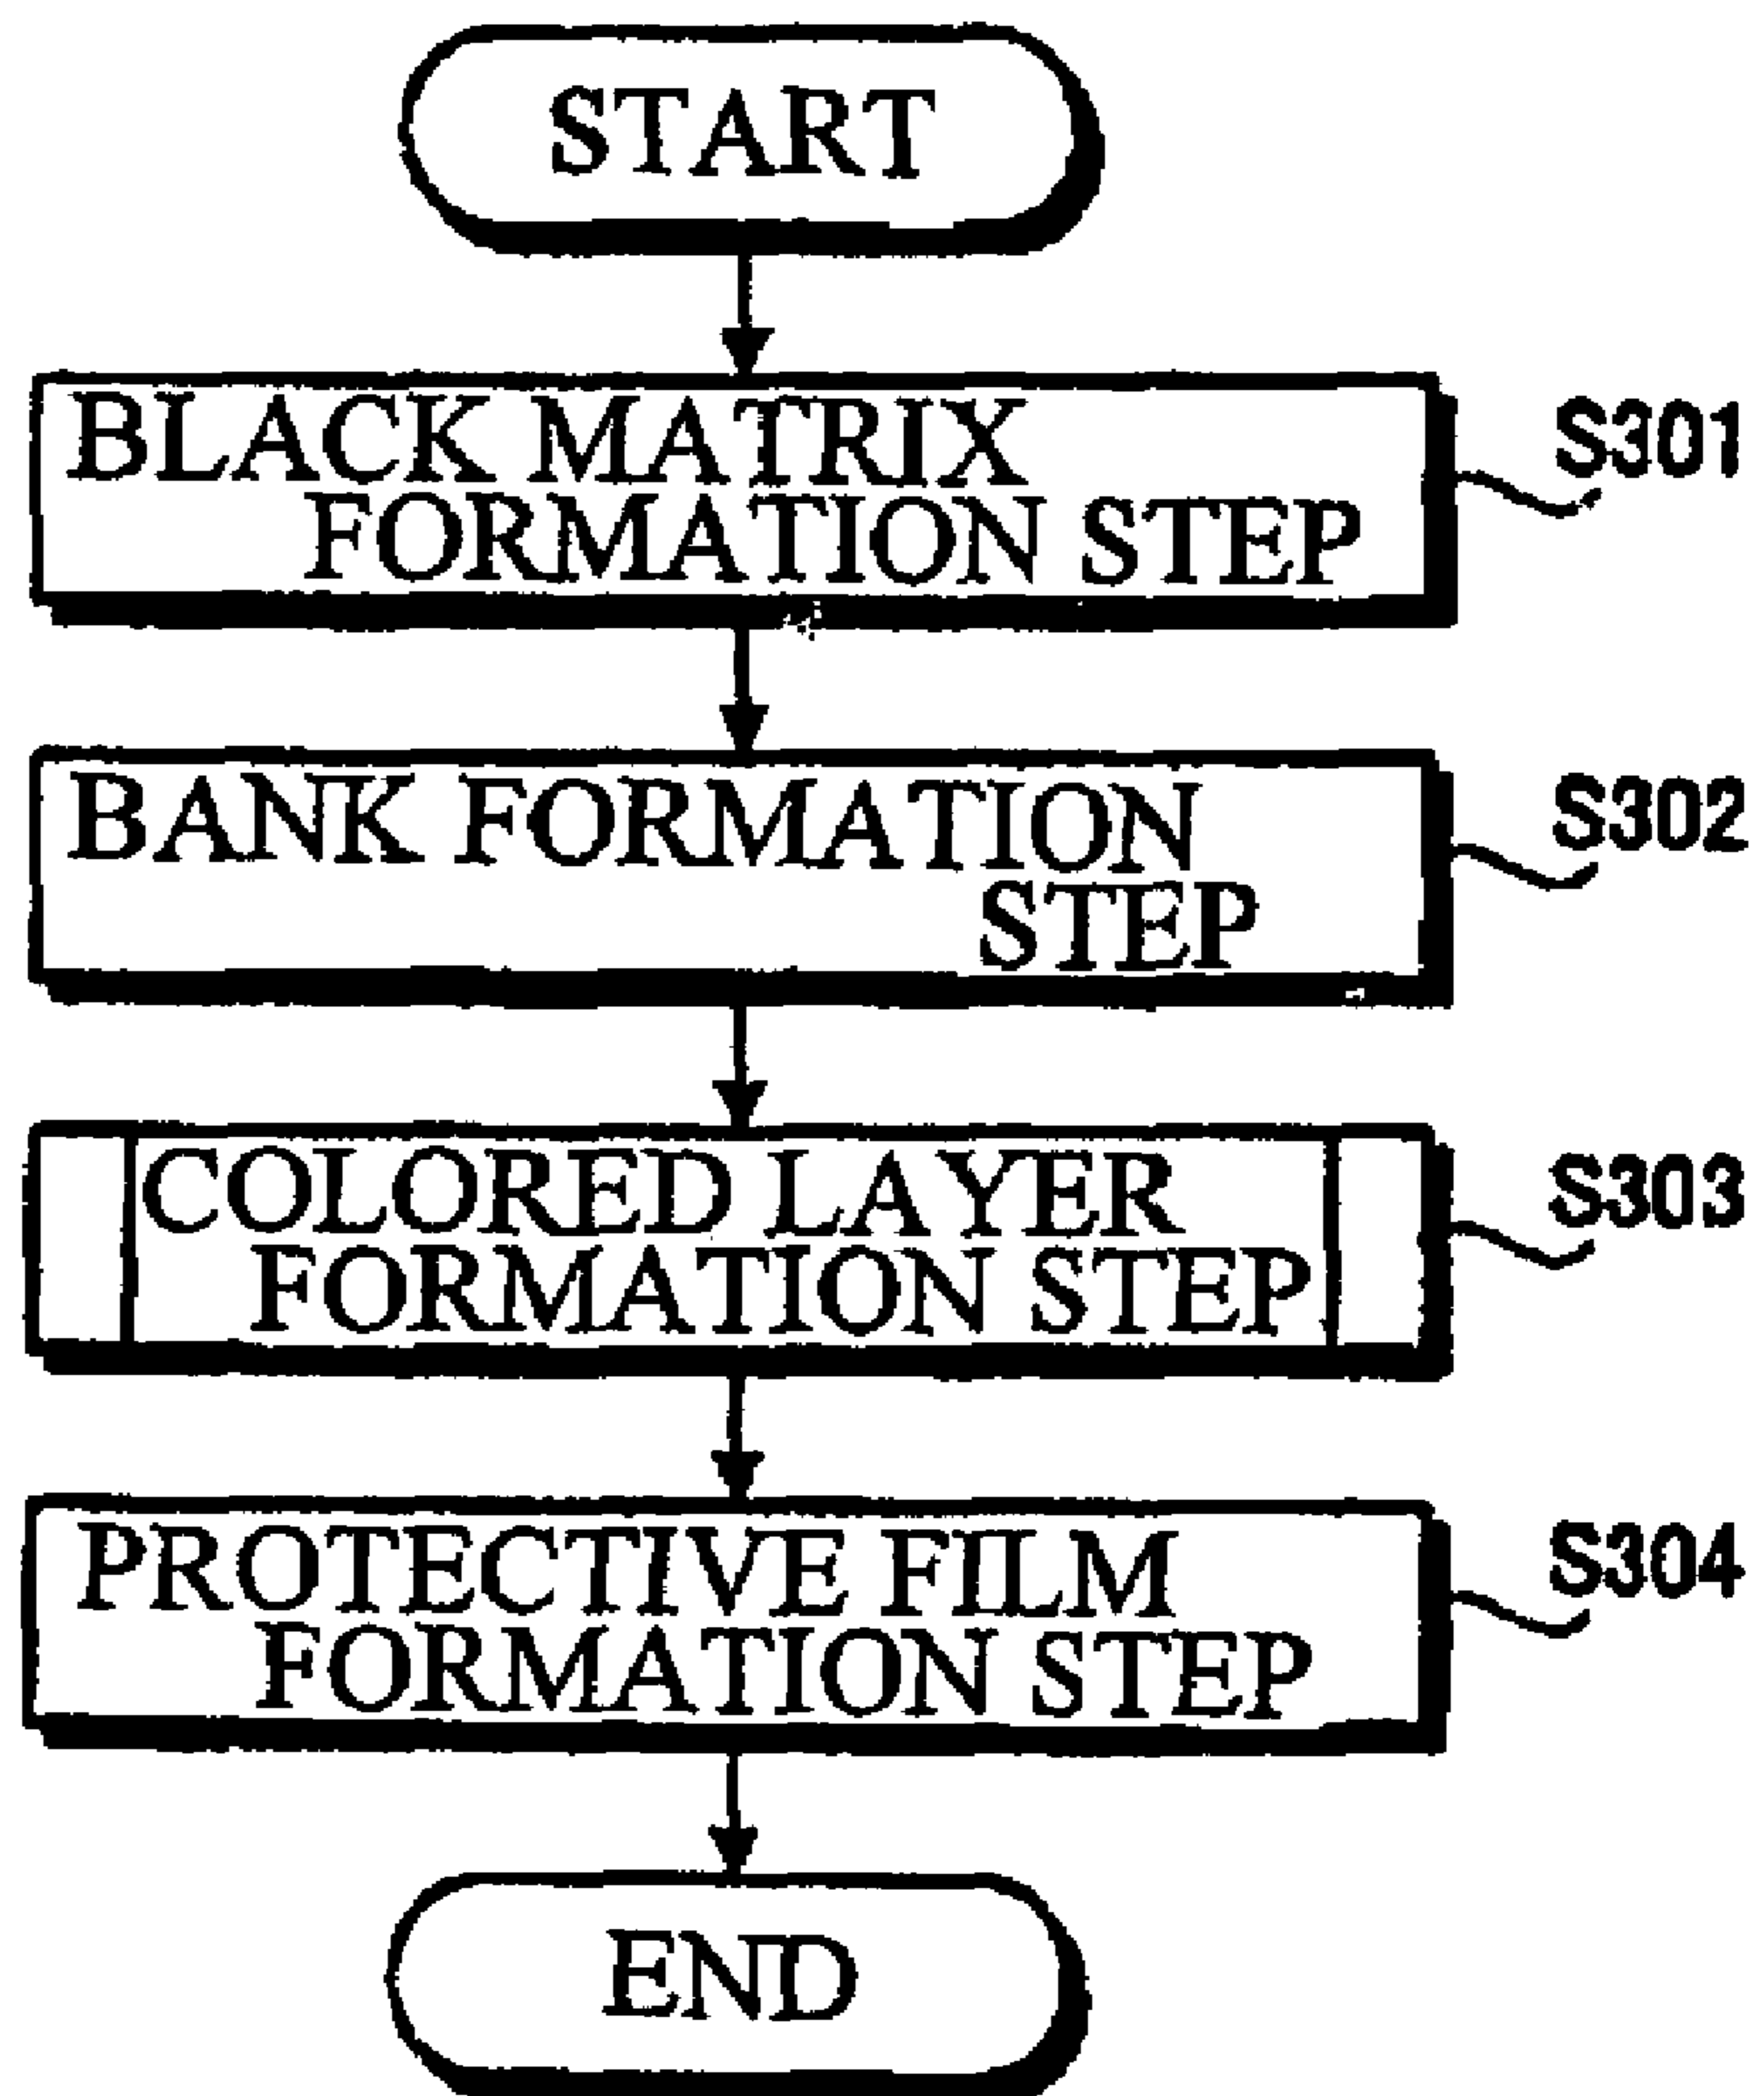 START
BLACK MATRIX
FORMATION STEP
S301
BANK FORMATION
STEP
S302
COLORED LAYER
FORMATION STEP
S303
PROTECTIVE FILM
FORMATION STEP
S304
END